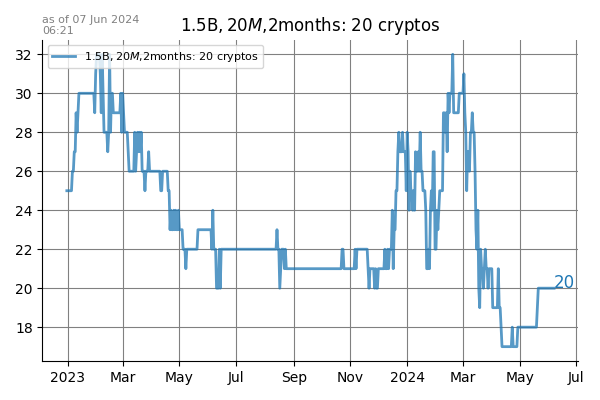 as of 07 Jun 2024
06:21
1.5B, 20M,2months: 20 cryptos
1.5B,20M,2months: 20 cryptos
32
30
28
26
24
22
20
18
20
2023 Mar May Jul Sep Nov 2024 Mar May Jul